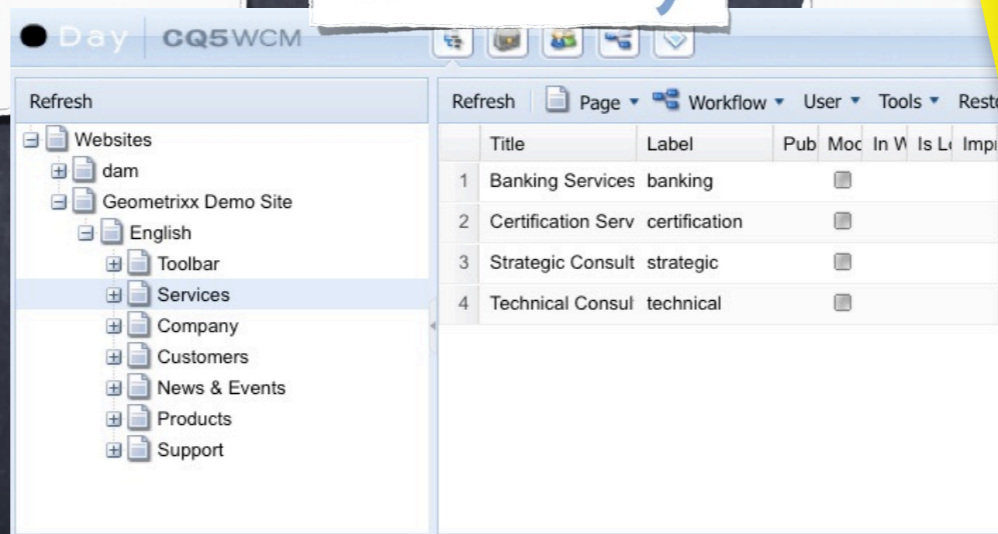 Day CQ5WCM
Refresh
Websites
dam
Geometrixx Demo Site
English
Toolbar
Services
Company
Customers
News & Events
Products
Support
Refresh Page Workflow User Tools Resto
Title Label Pub Moc In W Is L Impr
1 Banking Services banking
2 Certification Serv certification
3 Strategic Consult strategic
4 Technical Consul technical